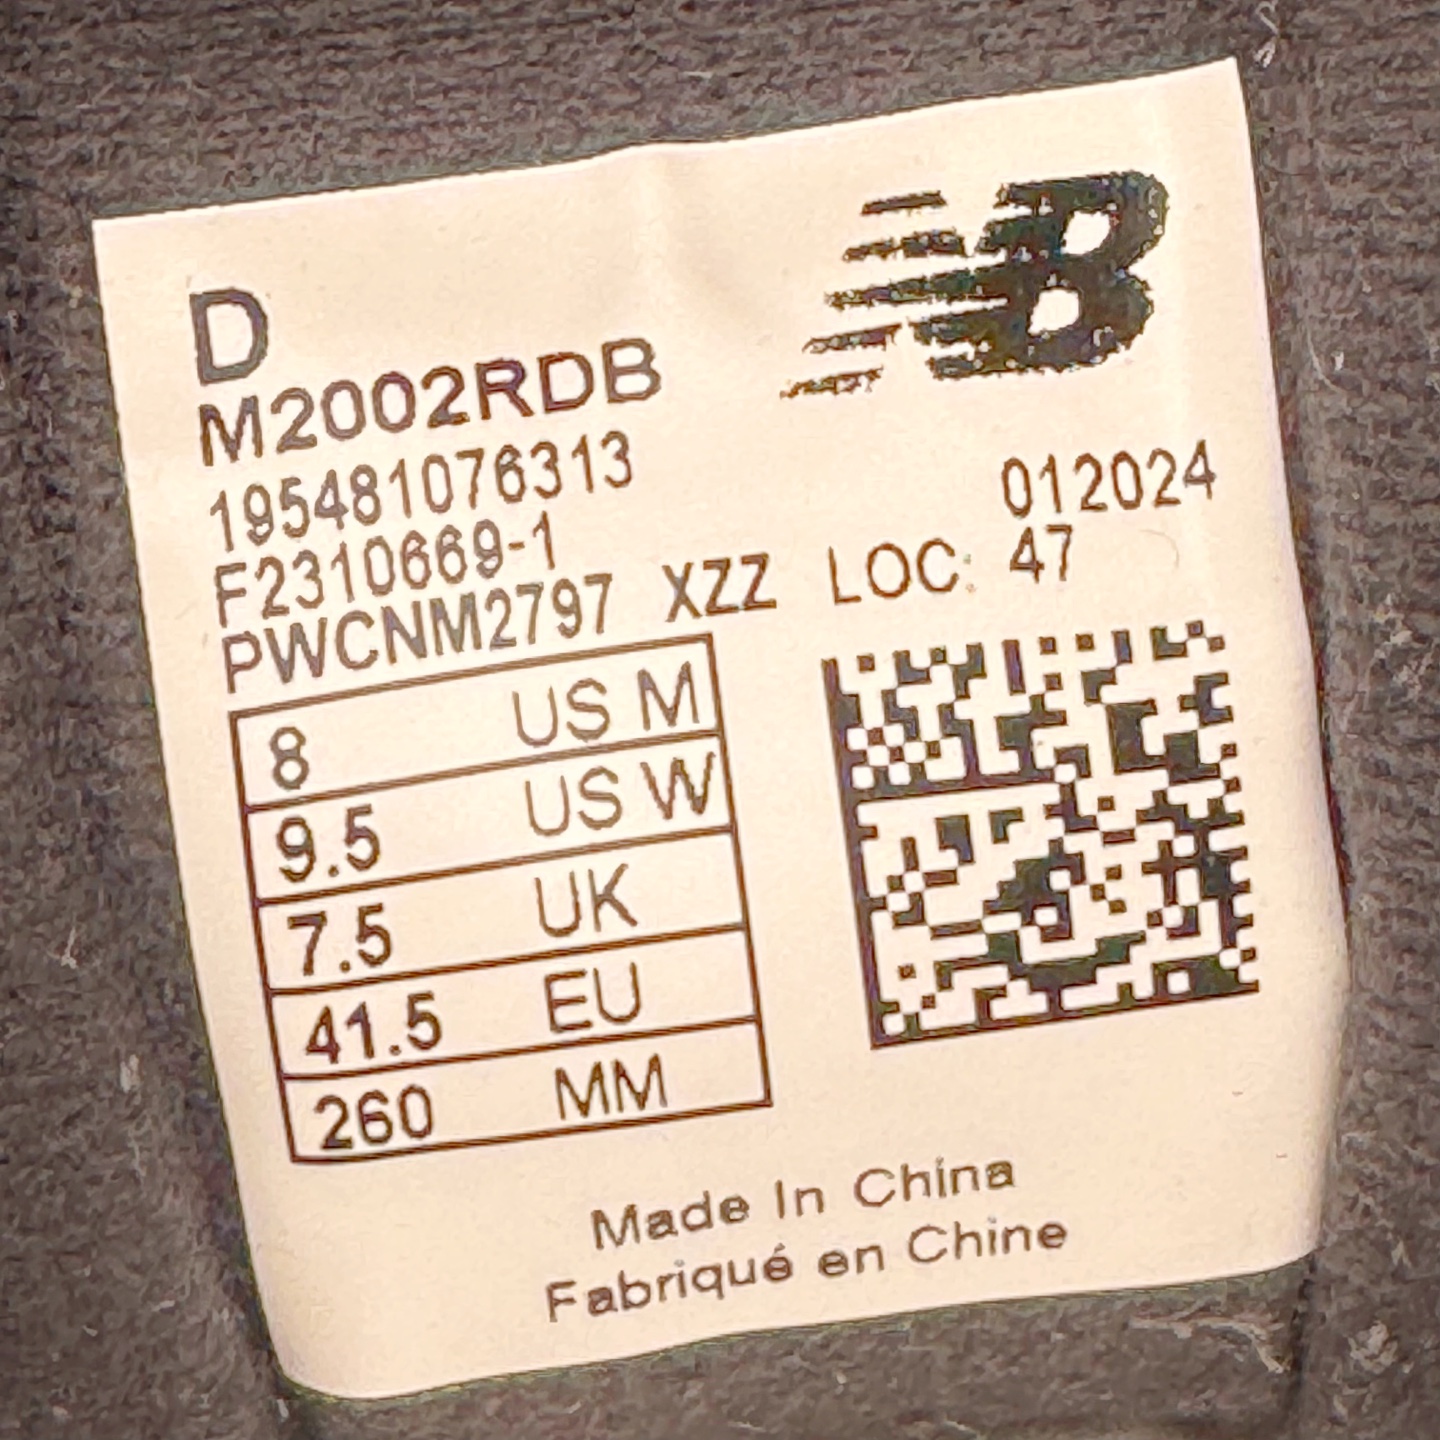 NB
D
M2002RDB
195481076313
012024
F2310669-1
PWCNM2797 XZZ LOC: 47
8 US M
9.5 US W
7.5 UK
41.5 EU
260 MM
Made In China
Fabriqué en Chine